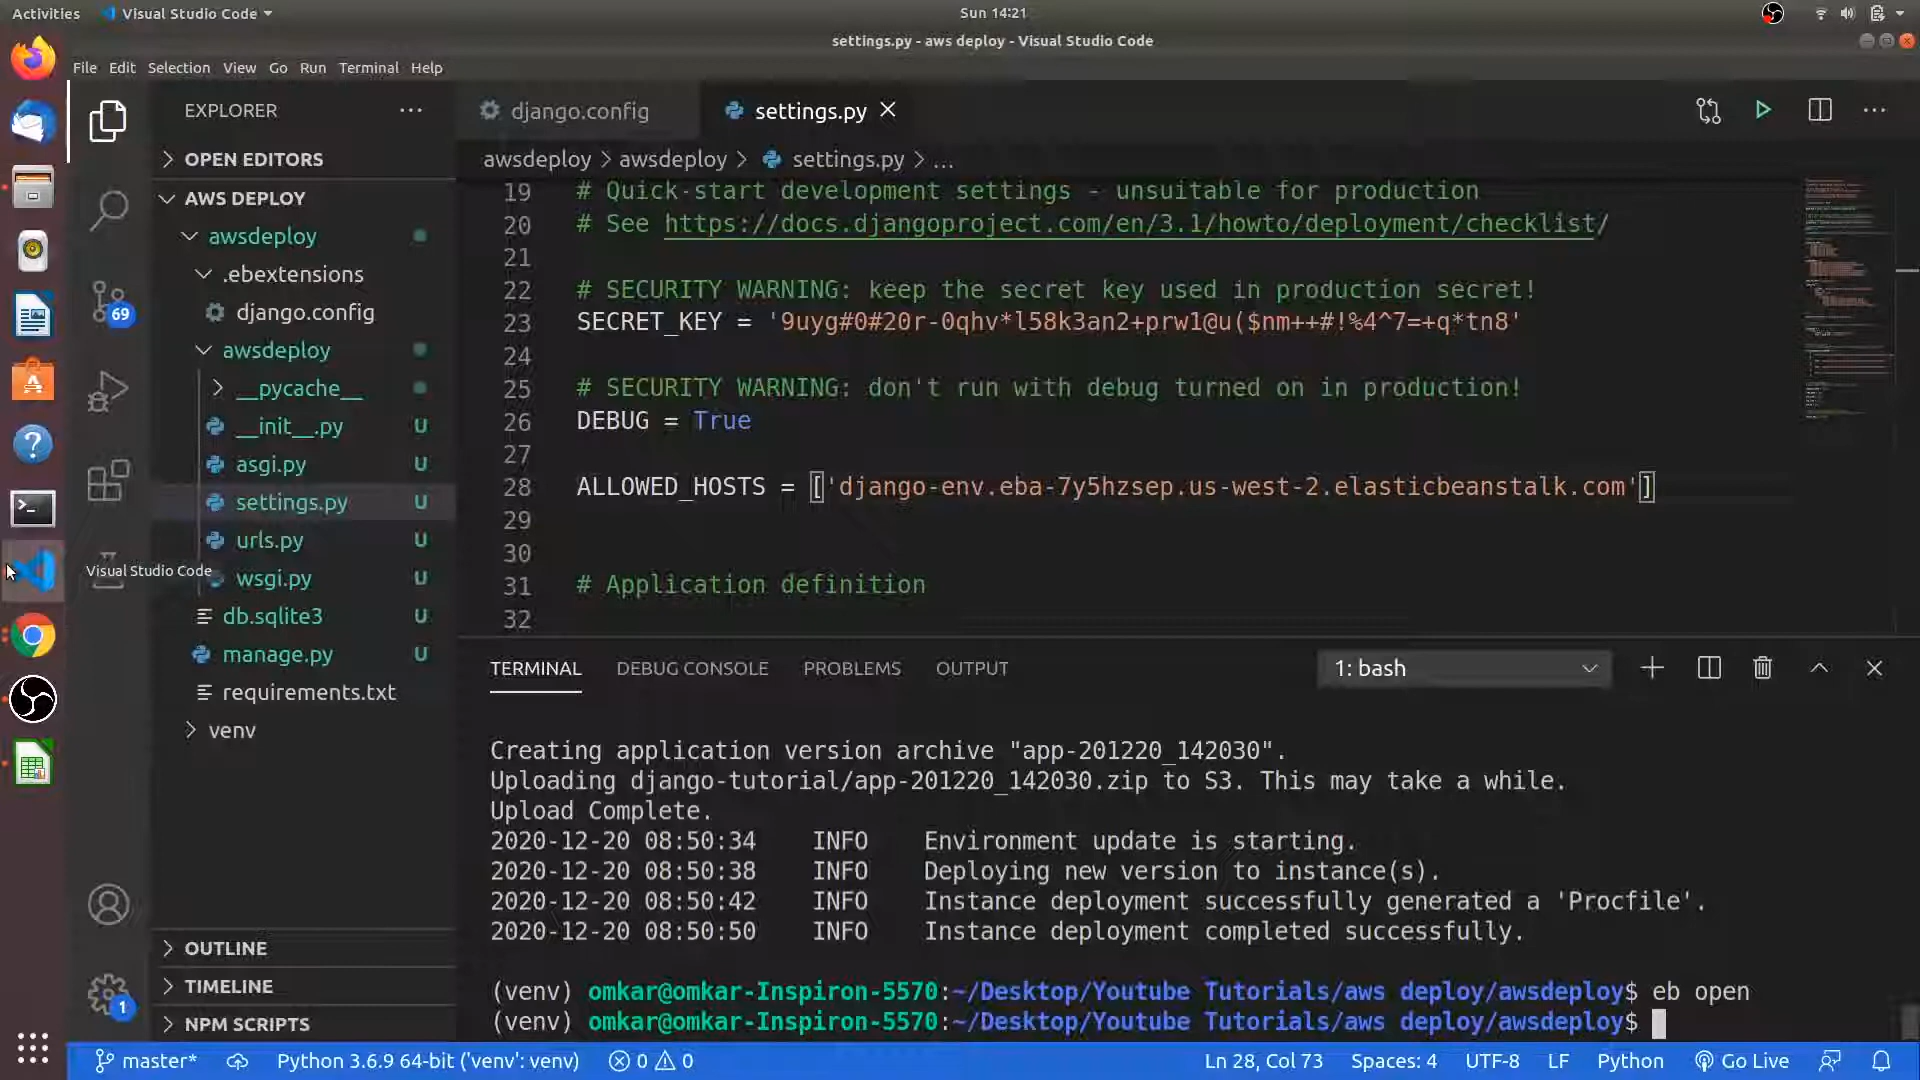 Activities
Visual Studio Code
Sun 14:21
settings.py - aws deploy - Visual Studio Code
File Edit Selection View Go Run Terminal Help
EXPLORER
OPEN EDITORS
AWS DEPLOY
awsdeploy
.ebextensions
django.config
awsdeploy
__pycache__
__init__.py U
asgi.py U
settings.py U
urls.py U
wsgi.py U
db.sqlite3 U
manage.py U
requirements.txt
venv
OUTLINE
TIMELINE
NPM SCRIPTS
69
1
Visual Studio Code
django.config
settings.py
awsdeploy > awsdeploy > settings.py > ...
19 # Quick-start development settings - unsuitable for production
20 # See https://docs.djangoproject.com/en/3.1/howto/deployment/checklist/
21
22 # SECURITY WARNING: keep the secret key used in production secret!
23 SECRET_KEY = '9uyg#0#20r-0qhv*l58k3an2+prw1@u($nm++#!%4^7=+q*tn8'
24
25 # SECURITY WARNING: don't run with debug turned on in production!
26 DEBUG = True
27
28 ALLOWED_HOSTS = ['django-env.eba-7y5hzsep.us-west-2.elasticbeanstalk.com']
29
30
31 # Application definition
32
TERMINAL DEBUG CONSOLE PROBLEMS OUTPUT
1: bash
Creating application version archive "app-201220_142030".
Uploading django-tutorial/app-201220_142030.zip to S3. This may take a while.
Upload Complete.
2020-12-20 08:50:34 INFO Environment update is starting.
2020-12-20 08:50:38 INFO Deploying new version to instance(s).
2020-12-20 08:50:42 INFO Instance deployment successfully generated a 'Procfile'.
2020-12-20 08:50:50 INFO Instance deployment completed successfully.
(venv) omkar@omkar-Inspiron-5570:~/Desktop/Youtube Tutorials/aws deploy/awsdeploy$ eb open
(venv) omkar@omkar-Inspiron-5570:~/Desktop/Youtube Tutorials/aws deploy/awsdeploy$
master* Python 3.6.9 64-bit ('venv': venv) 0 0 Ln 28, Col 73 Spaces: 4 UTF-8 LF Python Go Live